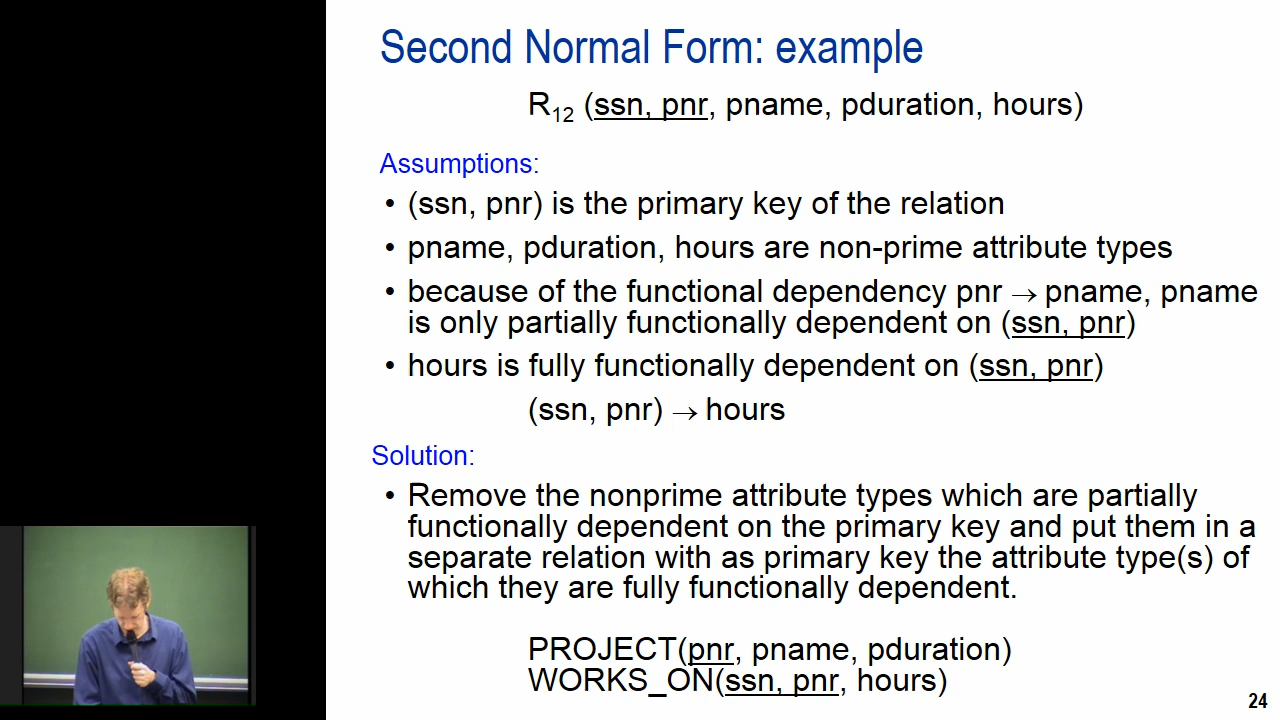 Second Normal Form: example
R12 (ssn, pnr, pname, pduration, hours)
Assumptions:
• (ssn, pnr) is the primary key of the relation
• pname, pduration, hours are non-prime attribute types
• because of the functional dependency pnr → pname, pname
is only partially functionally dependent on (ssn, pnr)
• hours is fully functionally dependent on (ssn, pnr)
(ssn, pnr) → hours
Solution:
• Remove the nonprime attribute types which are partially
functionally dependent on the primary key and put them in a
separate relation with as primary key the attribute type(s) of
which they are fully functionally dependent.
PROJECT(pnr, pname, pduration)
WORKS_ON(ssn, pnr, hours)
24